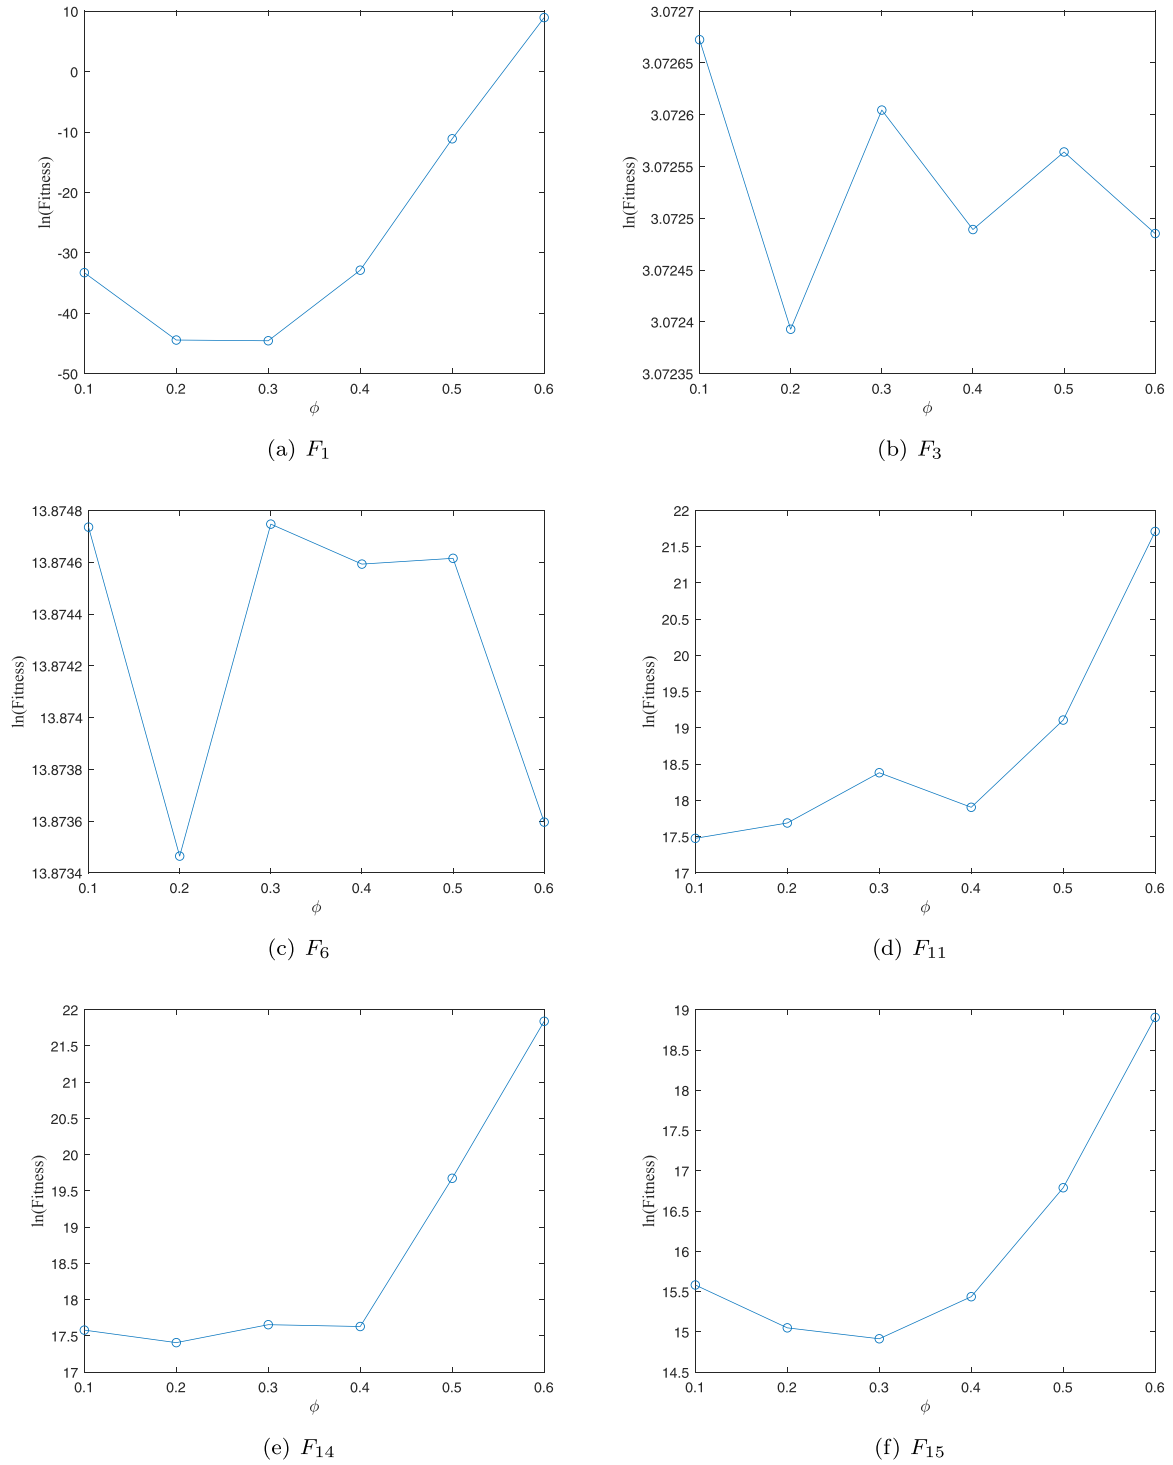 10
0
-10
-20
-30
-40
-50
ln(Fitness)
0.1 0.2 0.3 0.4 0.5 0.6
ϕ
(a) F1
3.0727
3.07265
3.0726
3.07255
3.0725
3.07245
3.0724
3.07235
ln(Fitness)
0.1 0.2 0.3 0.4 0.5 0.6
ϕ
(b) F3
13.8748
13.8746
13.8744
13.8742
13.874
13.8738
13.8736
13.8734
ln(Fitness)
0.1 0.2 0.3 0.4 0.5 0.6
ϕ
(c) F6
22
21.5
21
20.5
20
19.5
19
18.5
18
17.5
17
ln(Fitness)
0.1 0.2 0.3 0.4 0.5 0.6
ϕ
(d) F11
22
21.5
21
20.5
20
19.5
19
18.5
18
17.5
17
ln(Fitness)
0.1 0.2 0.3 0.4 0.5 0.6
ϕ
(e) F14
19
18.5
18
17.5
17
16.5
16
15.5
15
14.5
ln(Fitness)
0.1 0.2 0.3 0.4 0.5 0.6
ϕ
(f) F15